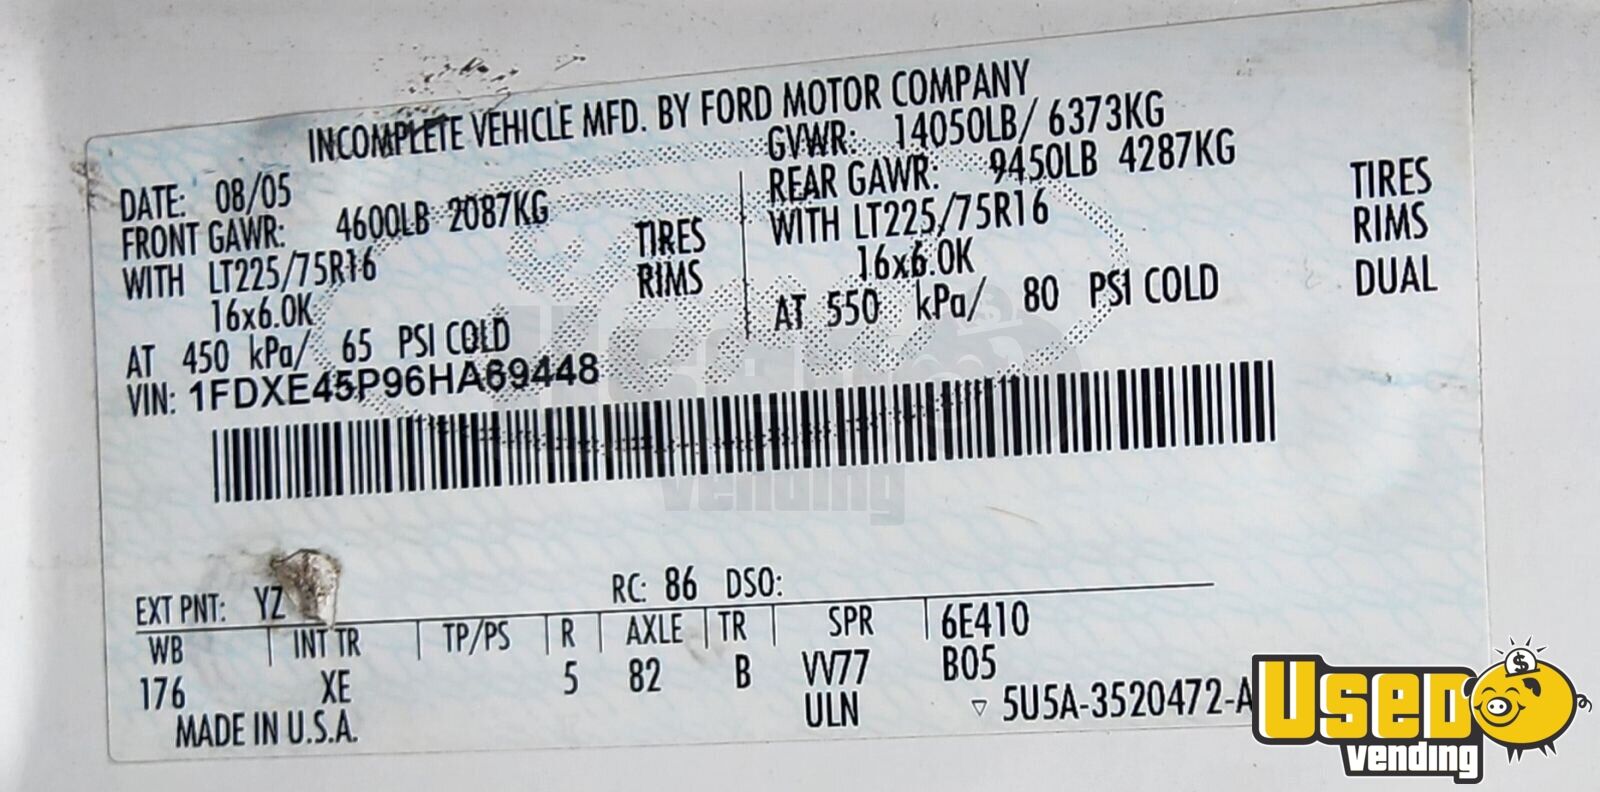 INCOMPLETE VEHICLE MFD. BY FORD MOTOR COMPANY
DATE: 08/05 GVWR: 14050LB/ 6373KG
FRONT GAWR: 4600LB 2087KG REAR GAWR: 9450LB 4287KG
WITH LT225/75R16 TIRES WITH LT225/75R16 TIRES
16x6.0K RIMS 16x6.0K RIMS
AT 450 kPa/ 65 PSI COLD AT 550 kPa/ 80 PSI COLD DUAL
VIN: 1FDXE45P96HA69448
Used vending
EXT PNT: YZ RC: 86 DSO:
WB INT TR TP/PS R AXLE TR SPR 6E410
176 XE 5 82 B VV77 B05
MADE IN U.S.A. ULN 5U5A-3520472-A
Used $
vending